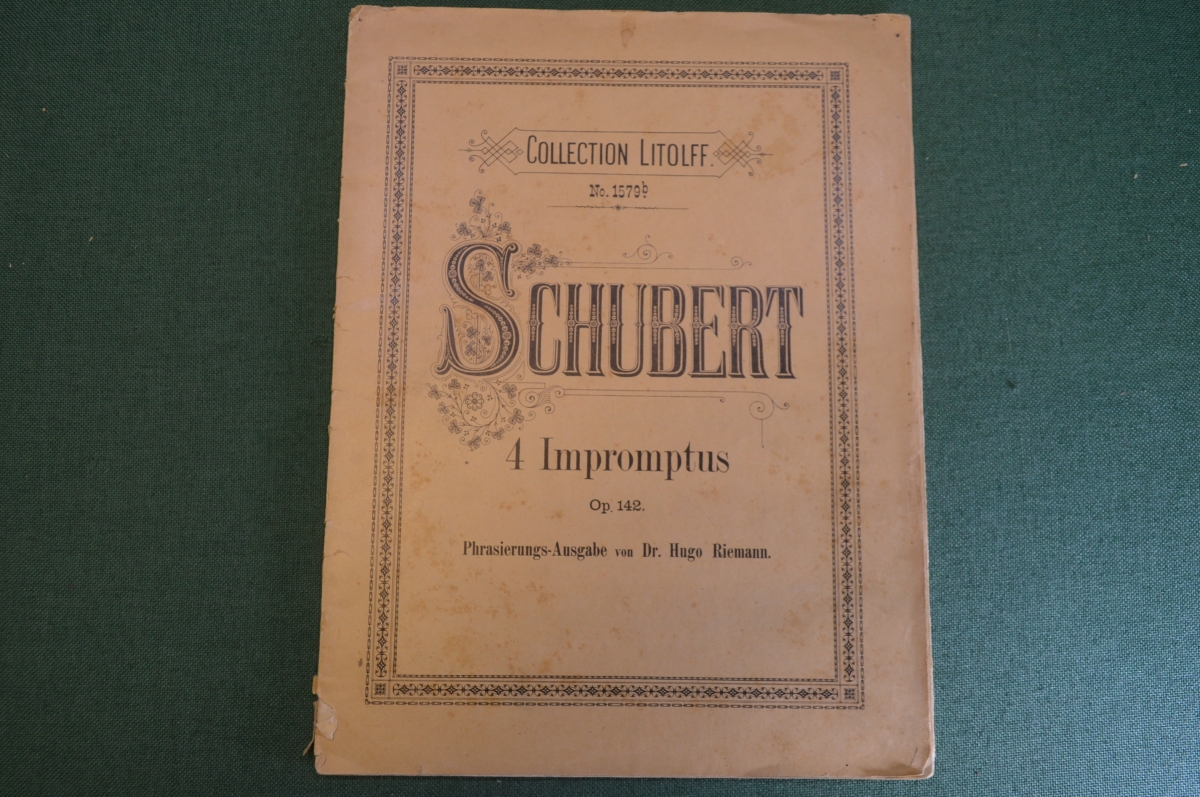 COLLECTION LITOLFF.
No. 1579b.
SCHUBERT
4 Impromptus
Op. 142.
Phrasierungs-Ausgabe von Dr. Hugo Riemann.